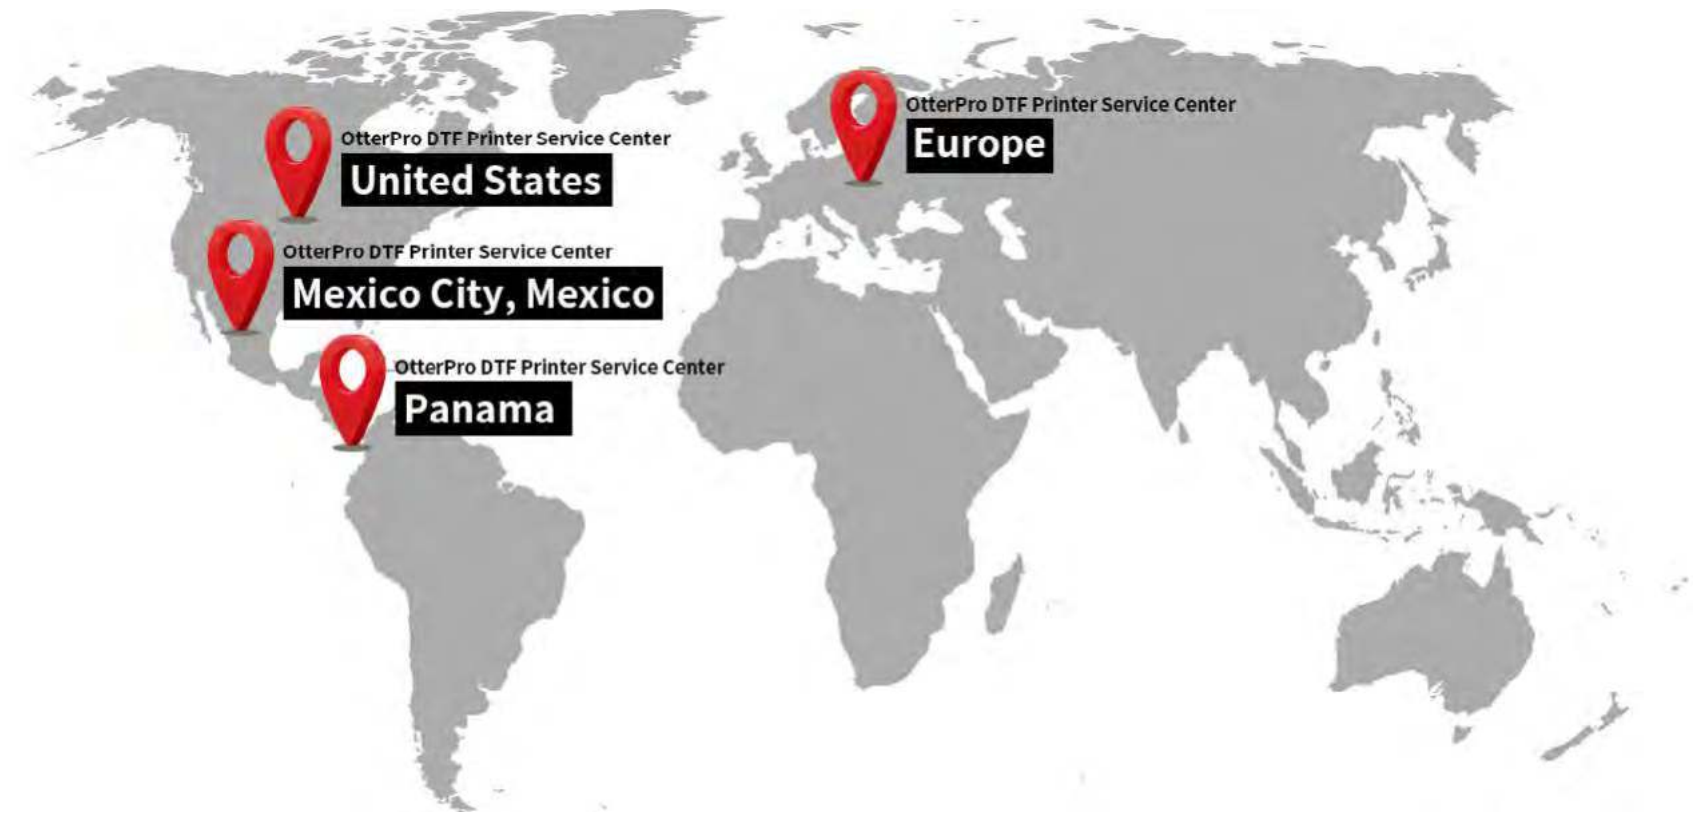 OtterPro DTF Printer Service Center
United States
OtterPro DTF Printer Service Center
Mexico City, Mexico
OtterPro DTF Printer Service Center
Panama
OtterPro DTF Printer Service Center
Europe